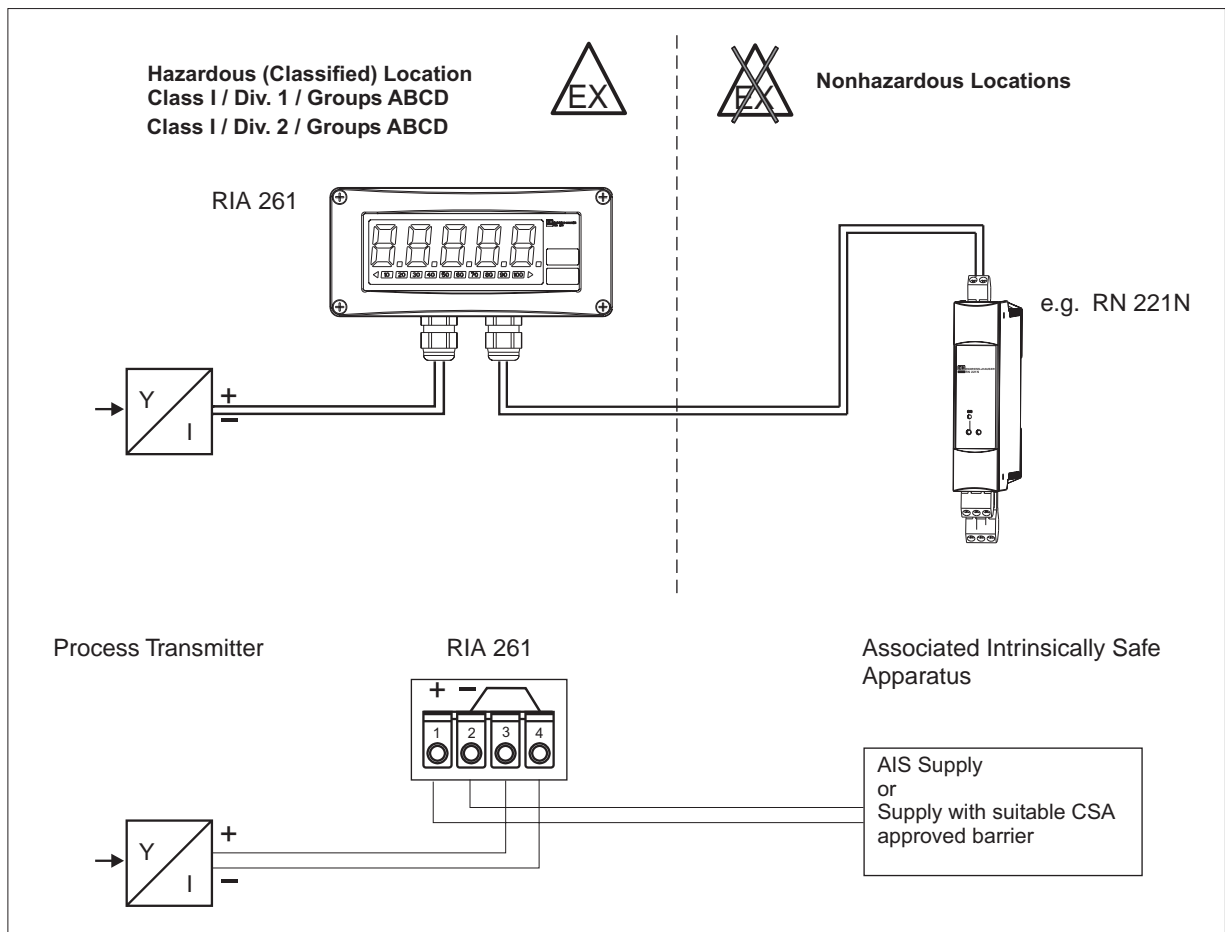 Hazardous (Classified) Location
Class I / Div. 1 / Groups ABCD
Class I / Div. 2 / Groups ABCD
EX
EX
Nonhazardous Locations
RIA 261
10 20 30 40 50 60 70 80 90 100
e.g. RN 221N
Y
I
+
−
RN 221N
Process Transmitter
RIA 261
Associated Intrinsically Safe
Apparatus
+ −
1 2 3 4
AIS Supply
or
Supply with suitable CSA
approved barrier
Y
I
+
−